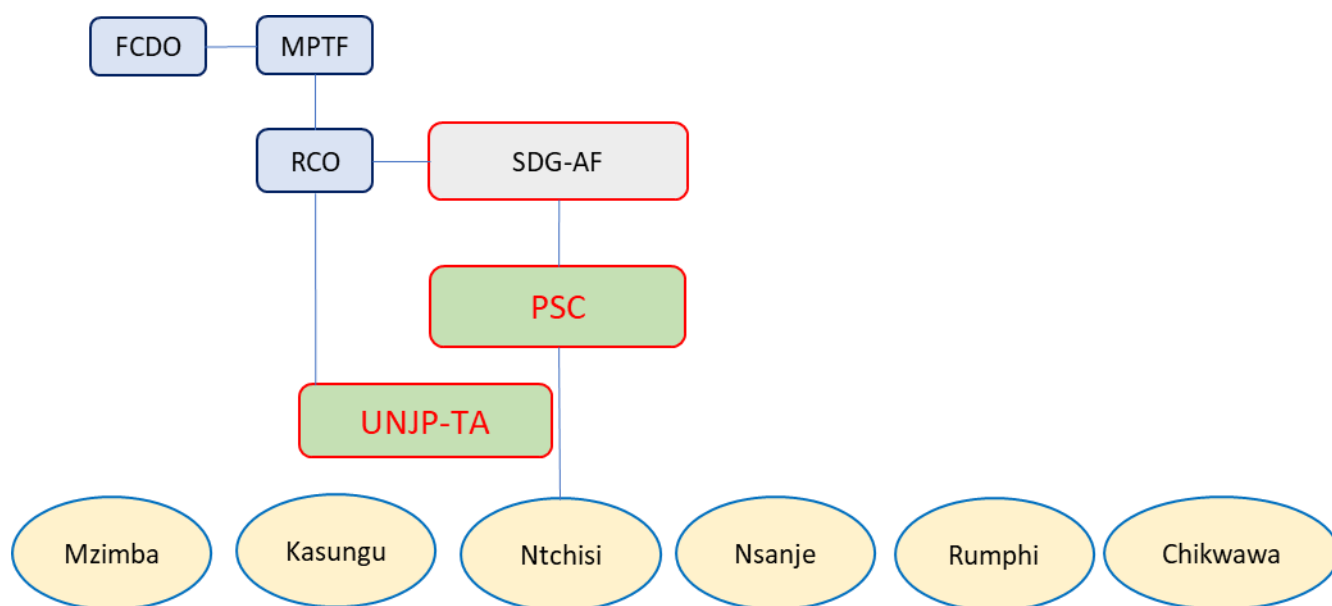 FCDO
MPTF
RCO
SDG-AF
PSC
UNJP-TA
Mzimba
Kasungu
Ntchisi
Nsanje
Rumphi
Chikwawa